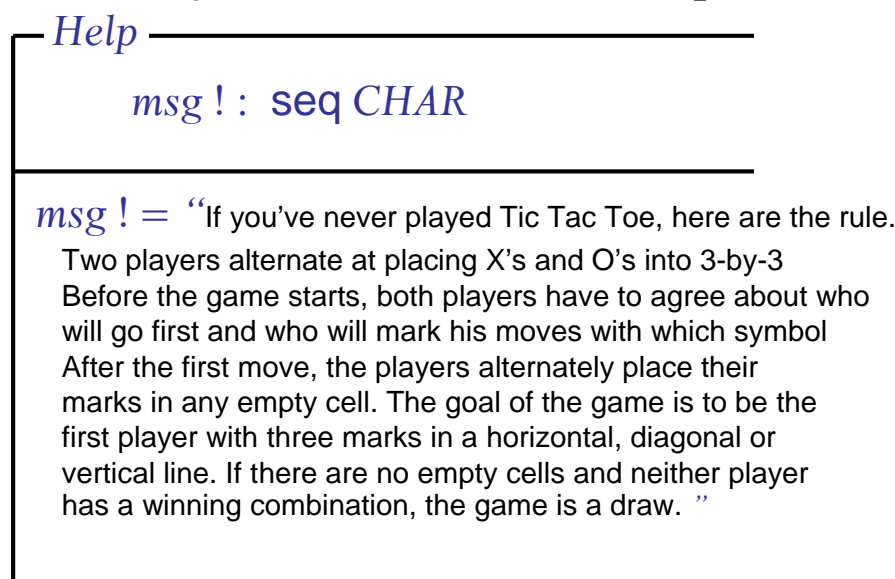 Help
msg ! : seq CHAR
msg ! = “If you’ve never played Tic Tac Toe, here are the rule.
Two players alternate at placing X’s and O’s into 3-by-3
Before the game starts, both players have to agree about who
will go first and who will mark his moves with which symbol
After the first move, the players alternately place their
marks in any empty cell. The goal of the game is to be the
first player with three marks in a horizontal, diagonal or
vertical line. If there are no empty cells and neither player
has a winning combination, the game is a draw. ”